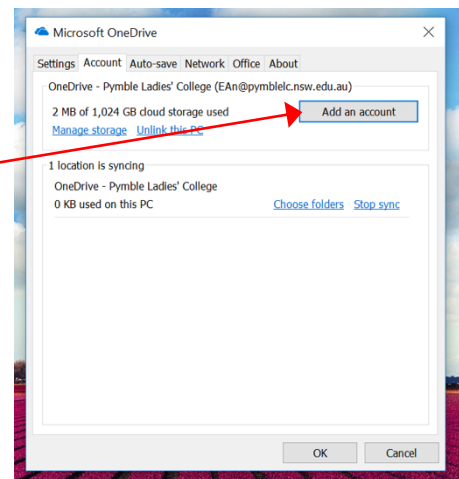 Microsoft OneDrive
Settings Account Auto-save Network Office About
OneDrive - Pymble Ladies' College (EAn@pymblelc.nsw.edu.au)
2 MB of 1,024 GB cloud storage used Add an account
Manage storage Unlink this PC
1 location is syncing
OneDrive - Pymble Ladies' College
0 KB used on this PC Choose folders Stop sync
OK Cancel